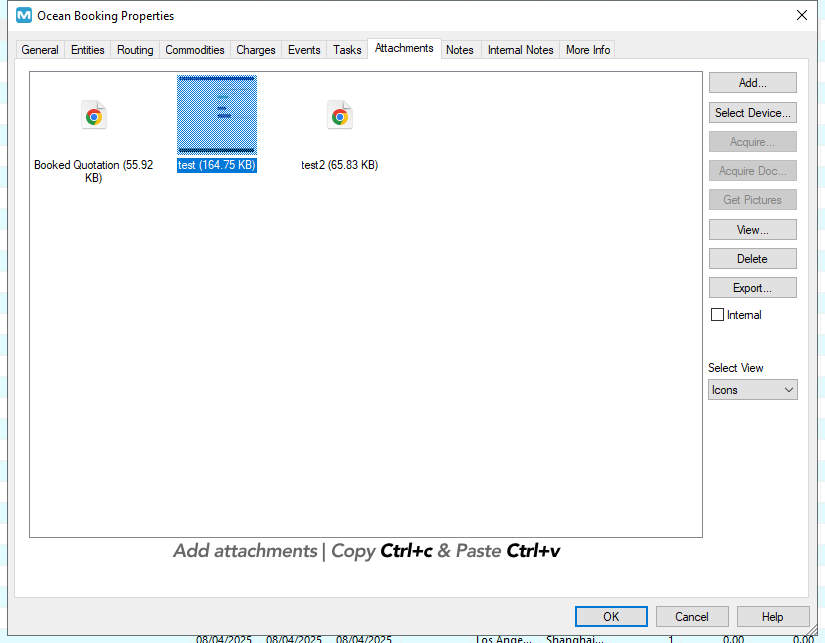 Ocean Booking Properties
General Entities Routing Commodities Charges Events Tasks Attachments Notes Internal Notes More Info
Booked Quotation (55.92 KB)
test (164.75 KB)
test2 (65.83 KB)
Add...
Select Device...
Acquire...
Acquire Doc...
Get Pictures
View...
Delete
Export...
Internal
Select View
Icons
Add attachments | Copy Ctrl+c & Paste Ctrl+v
OK Cancel Help
08/04/2025 08/04/2025 08/04/2025 Los Ange... Shanghai... 1 0.00 0.00